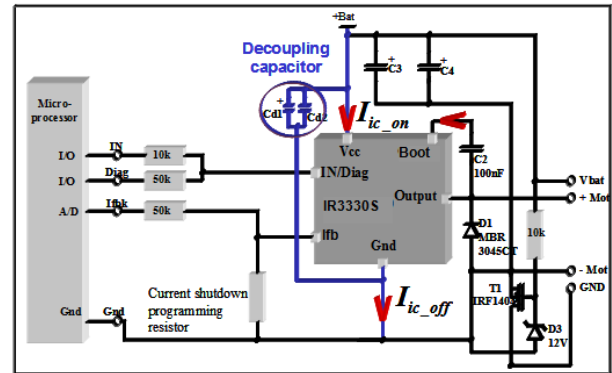 +Bat
Decoupling
capacitor
+
Cd1
Cd2
+
C3
+
C4
Micro-
processor
I/O
IN
10k
I/O
Diag
50k
A/D
Ifbk
50k
Gnd
Gnd
Current shutdown
programming
resistor
Iic_on
Vcc
Boot
IN/Diag
Output
IR3330S
Ifb
Gnd
Iic_off
C2
100nF
D1
MBR
3045CT
10k
Vbat
+ Mot
- Mot
GND
T1
IRF1404
D3
12V